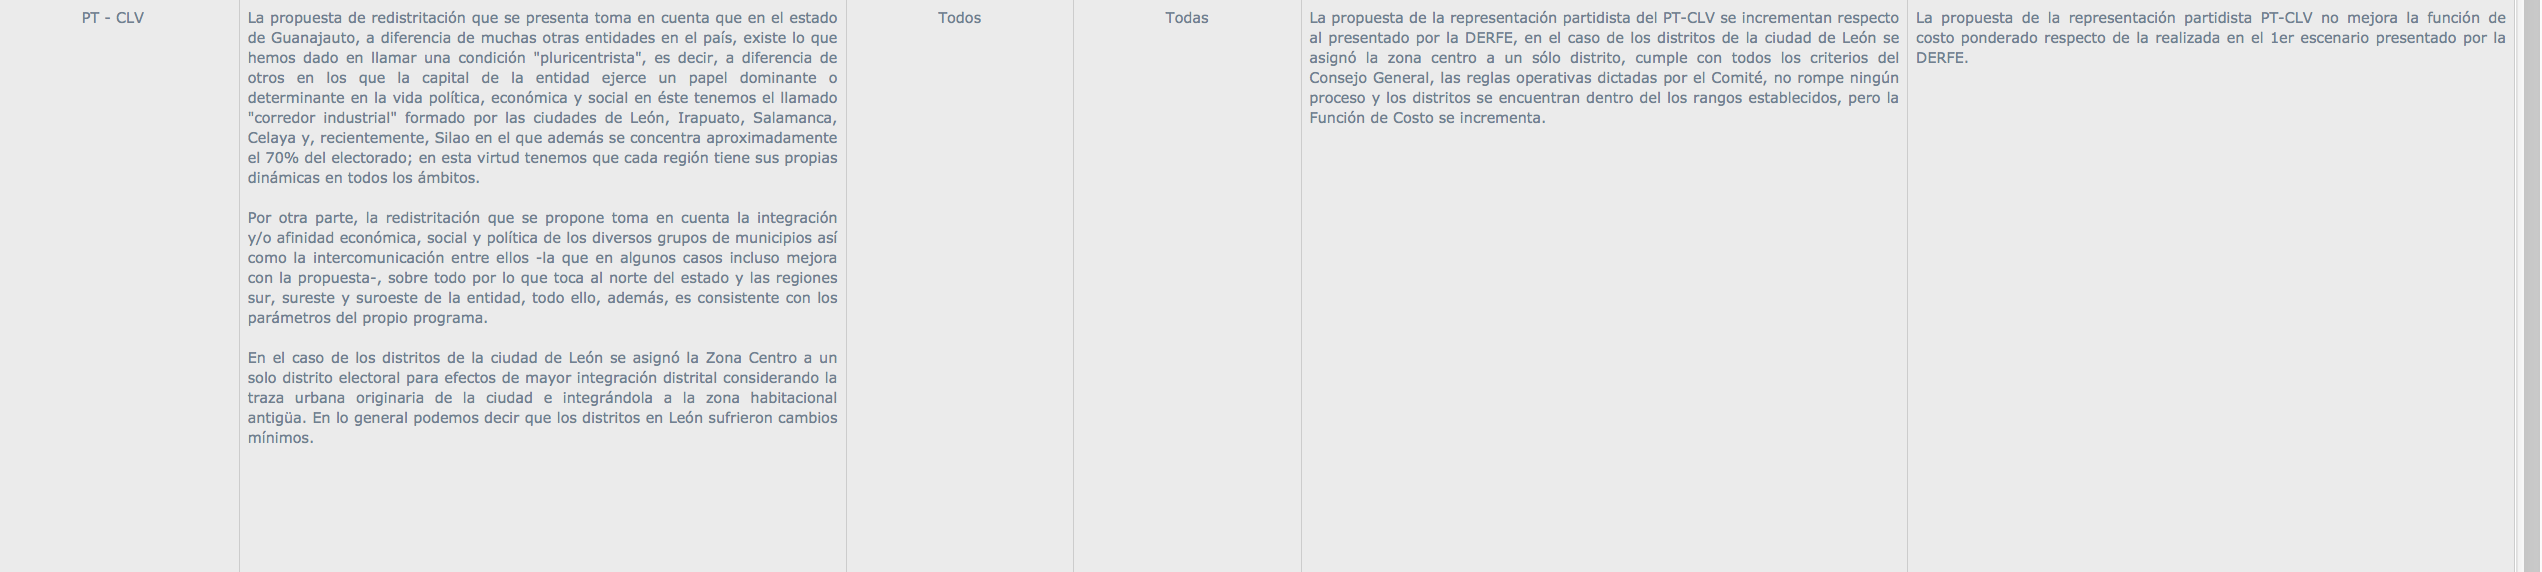 PT - CLV
La propuesta de redistritación que se presenta toma en cuenta que en el estado
de Guanajauto, a diferencia de muchas otras entidades en el país, existe lo que
hemos dado en llamar una condición "pluricentrista", es decir, a diferencia de
otros en los que la capital de la entidad ejerce un papel dominante o
determinante en la vida política, económica y social en éste tenemos el llamado
"corredor industrial" formado por las ciudades de León, Irapuato, Salamanca,
Celaya y, recientemente, Silao en el que además se concentra aproximadamente
el 70% del electorado; en esta virtud tenemos que cada región tiene sus propias
dinámicas en todos los ámbitos.
Por otra parte, la redistritación que se propone toma en cuenta la integración
y/o afinidad económica, social y política de los diversos grupos de municipios así
como la intercomunicación entre ellos -la que en algunos casos incluso mejora
con la propuesta-, sobre todo por lo que toca al norte del estado y las regiones
sur, sureste y suroeste de la entidad, todo ello, además, es consistente con los
parámetros del propio programa.
En el caso de los distritos de la ciudad de León se asignó la Zona Centro a un
solo distrito electoral para efectos de mayor integración distrital considerando la
traza urbana originaria de la ciudad e integrándola a la zona habitacional
antigüa. En lo general podemos decir que los distritos en León sufrieron cambios
mínimos.
Todos
Todas
La propuesta de la representación partidista del PT-CLV se incrementan respecto
al presentado por la DERFE, en el caso de los distritos de la ciudad de León se
asignó la zona centro a un sólo distrito, cumple con todos los criterios del
Consejo General, las reglas operativas dictadas por el Comité, no rompe ningún
proceso y los distritos se encuentran dentro del los rangos establecidos, pero la
Función de Costo se incrementa.
La propuesta de la representación partidista PT-CLV no mejora la función de
costo ponderado respecto de la realizada en el 1er escenario presentado por la
DERFE.